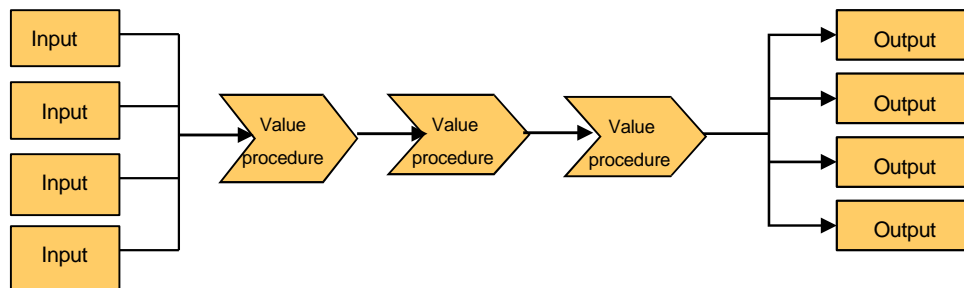 Input
Input
Input
Input
Value
procedure
Value
procedure
Value
procedure
Output
Output
Output
Output